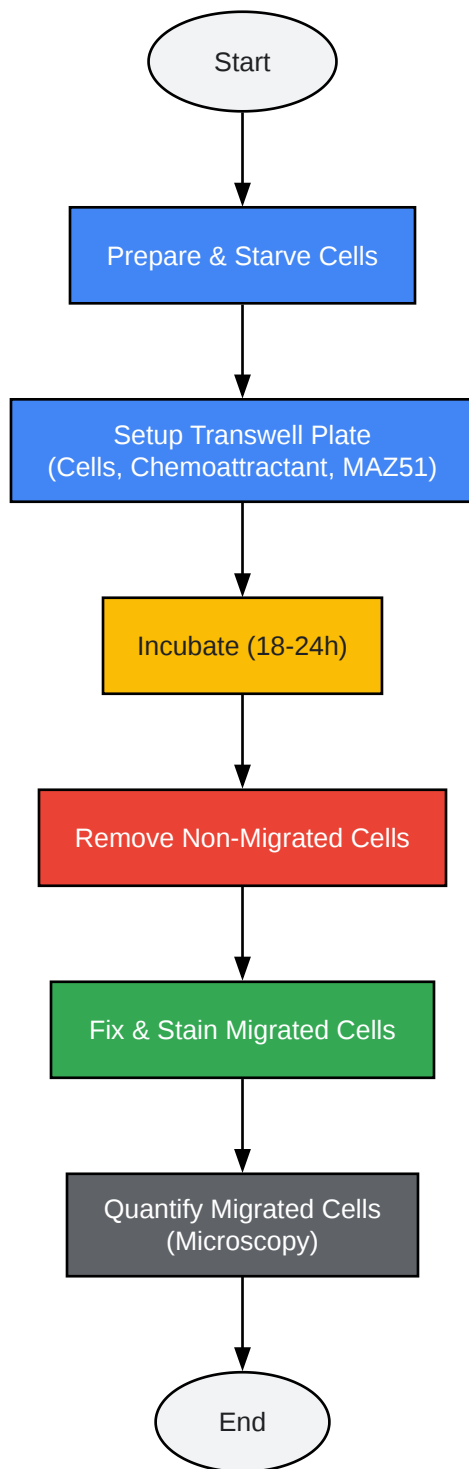 Start
Prepare & Starve Cells
Setup Transwell Plate
(Cells, Chemoattractant, MAZ51)
Incubate (18-24h)
Remove Non-Migrated Cells
Fix & Stain Migrated Cells
Quantify Migrated Cells
(Microscopy)
End